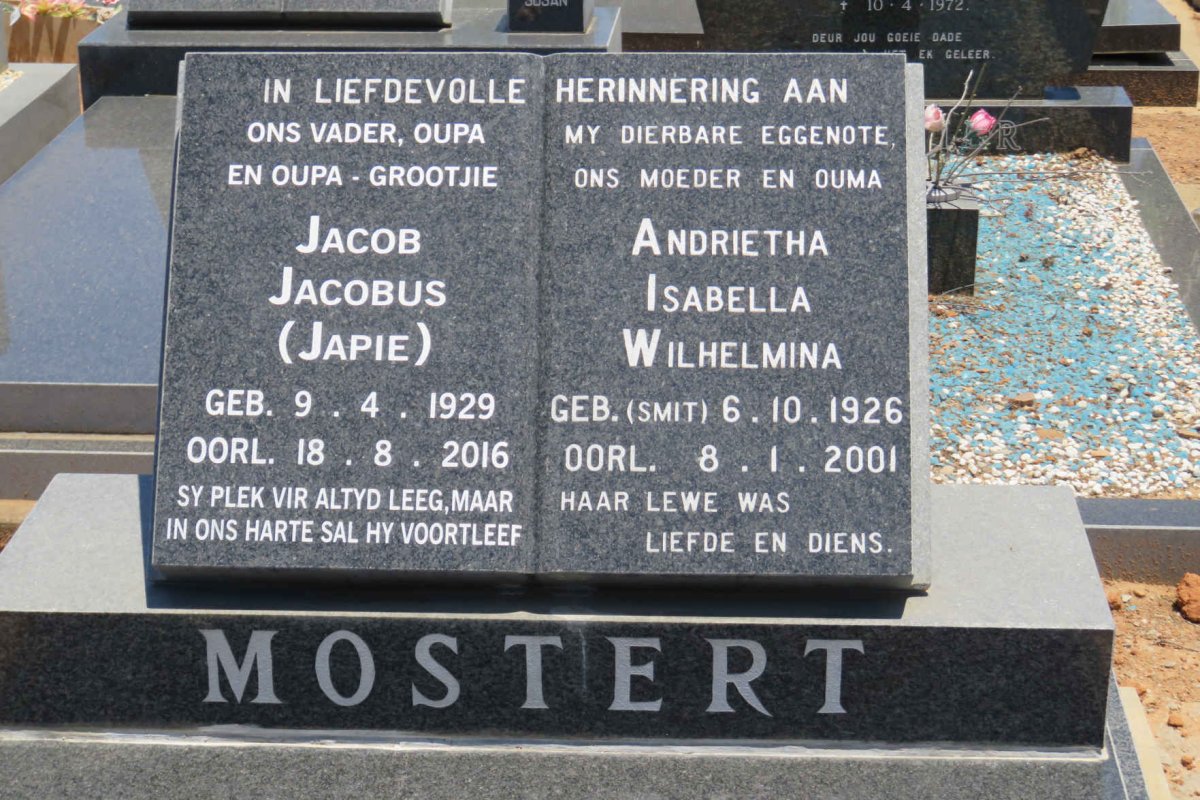 SUSAN
10·4·1972.
DEUR JOU GOEIE DADE
EK GELEER.
IN LIEFDEVOLLE HERINNERING AAN
ONS VADER, OUPA
EN OUPA - GROOTJIE
JACOB
JACOBUS
(JAPIE)
GEB. 9 . 4 . 1929
OORL. 18 . 8 . 2016
SY PLEK VIR ALTYD LEEG, MAAR
IN ONS HARTE SAL HY VOORTLEEF
MY DIERBARE EGGENOTE,
ONS MOEDER EN OUMA
ANDRIETHA
ISABELLA
WILHELMINA
GEB. (SMIT) 6 . 10 . 1926
OORL. 8 . 1 . 2001
HAAR LEWE WAS
LIEFDE EN DIENS.
MOSTERT